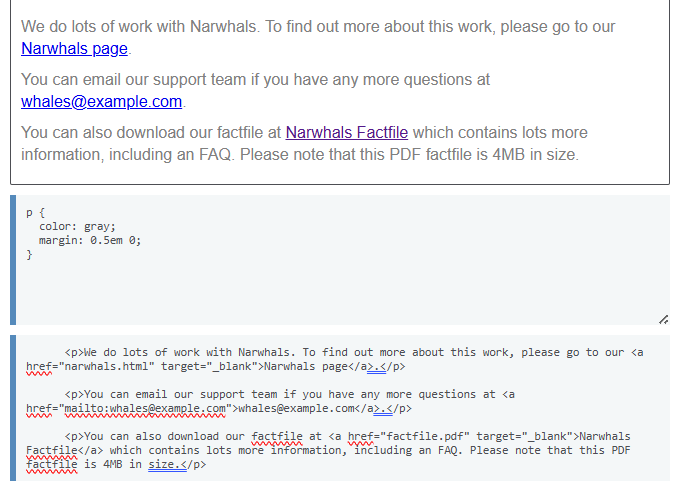 We do lots of work with Narwhals. To find out more about this work, please go to our
Narwhals page.
You can email our support team if you have any more questions at
whales@example.com.
You can also download our factfile at Narwhals Factfile which contains lots more
information, including an FAQ. Please note that this PDF factfile is 4MB in size.
p {
  color: gray;
  margin: 0.5em 0;
}
<p>We do lots of work with Narwhals. To find out more about this work, please go to our <a
href="narwhals.html" target="_blank">Narwhals page</a>.</p>
<p>You can email our support team if you have any more questions at <a
href="mailto:whales@example.com">whales@example.com</a>.</p>
<p>You can also download our factfile at <a href="factfile.pdf" target="_blank">Narwhals
Factfile</a> which contains lots more information, including an FAQ. Please note that this PDF
factfile is 4MB in size.</p>